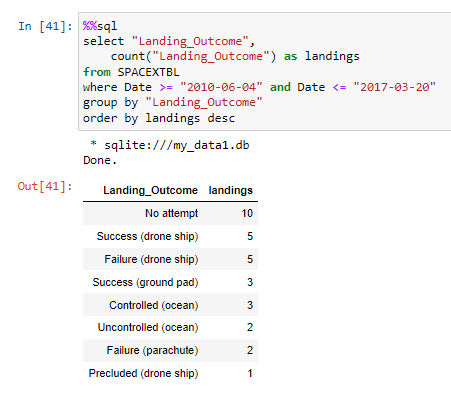 In [41]: %%sql
select "Landing_Outcome",
    count("Landing_Outcome") as landings
from SPACEXTBL
where Date >= "2010-06-04" and Date <= "2017-03-20"
group by "Landing_Outcome"
order by landings desc
* sqlite:///my_data1.db
Done.
Out[41]: Landing_Outcome landings
No attempt 10
Success (drone ship) 5
Failure (drone ship) 5
Success (ground pad) 3
Controlled (ocean) 3
Uncontrolled (ocean) 2
Failure (parachute) 2
Precluded (drone ship) 1